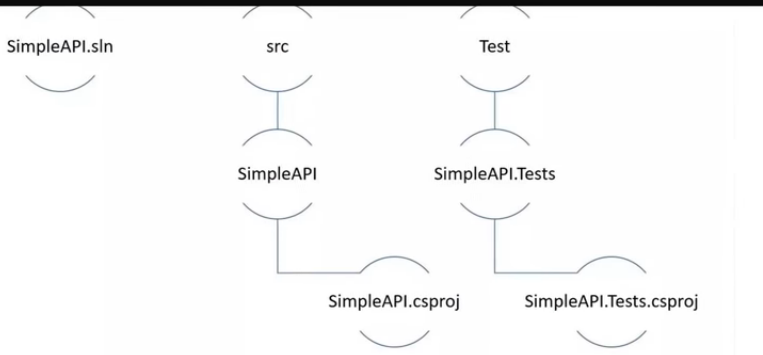 SimpleAPI.sln
src
Test
SimpleAPI
SimpleAPI.Tests
SimpleAPI.csproj
SimpleAPI.Tests.csproj